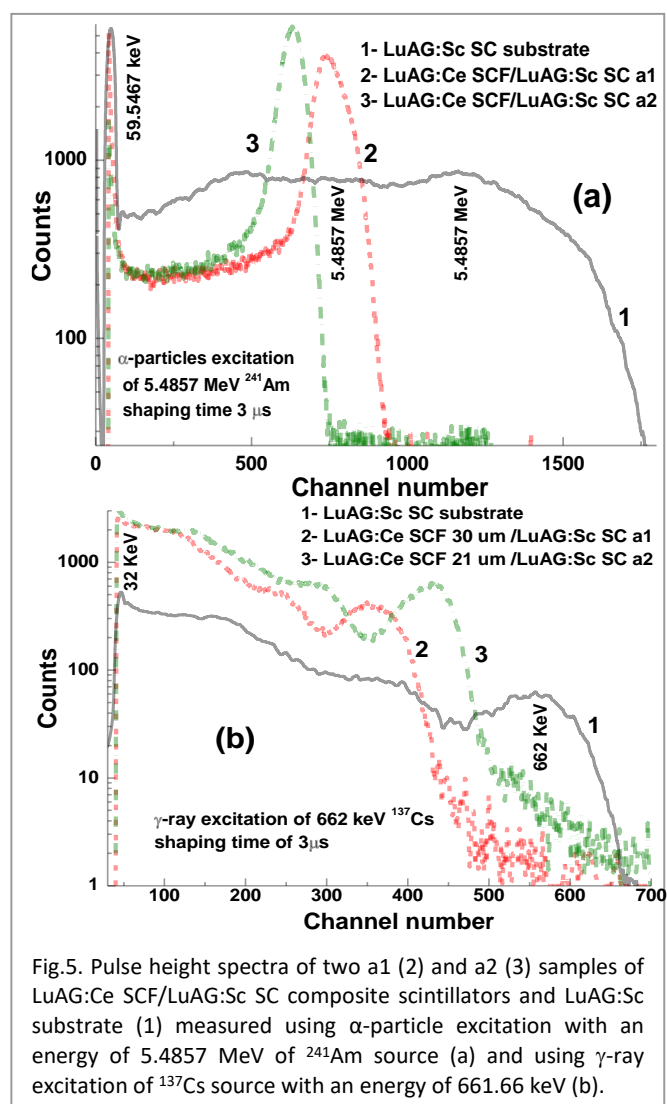 1- LuAG:Sc SC substrate
2- LuAG:Ce SCF/LuAG:Sc SC a1
3- LuAG:Ce SCF/LuAG:Sc SC a2
59.5467 keV
3
2
1000
(a)
5.4857 MeV
5.4857 MeV
Counts
1
100
α-particles excitation
of 5.4857 MeV ²⁴¹Am
shaping time 3 μs
0 500 1000 1500
Channel number
1- LuAG:Sc SC substrate
2- LuAG:Ce SCF 30 um /LuAG:Sc SC a1
3- LuAG:Ce SCF 21 um /LuAG:Sc SC a2
1000
32 KeV
2
3
100
Counts
(b)
662 KeV
1
10
γ-ray excitation of 662 keV ¹³⁷Cs
shaping time of 3μs
1
100 200 300 400 500 600 700
Channel number
Fig.5. Pulse height spectra of two a1 (2) and a2 (3) samples of
LuAG:Ce SCF/LuAG:Sc SC composite scintillators and LuAG:Sc
substrate (1) measured using α-particle excitation with an
energy of 5.4857 MeV of ²⁴¹Am source (a) and using γ-ray
excitation of ¹³⁷Cs source with an energy of 661.66 keV (b).